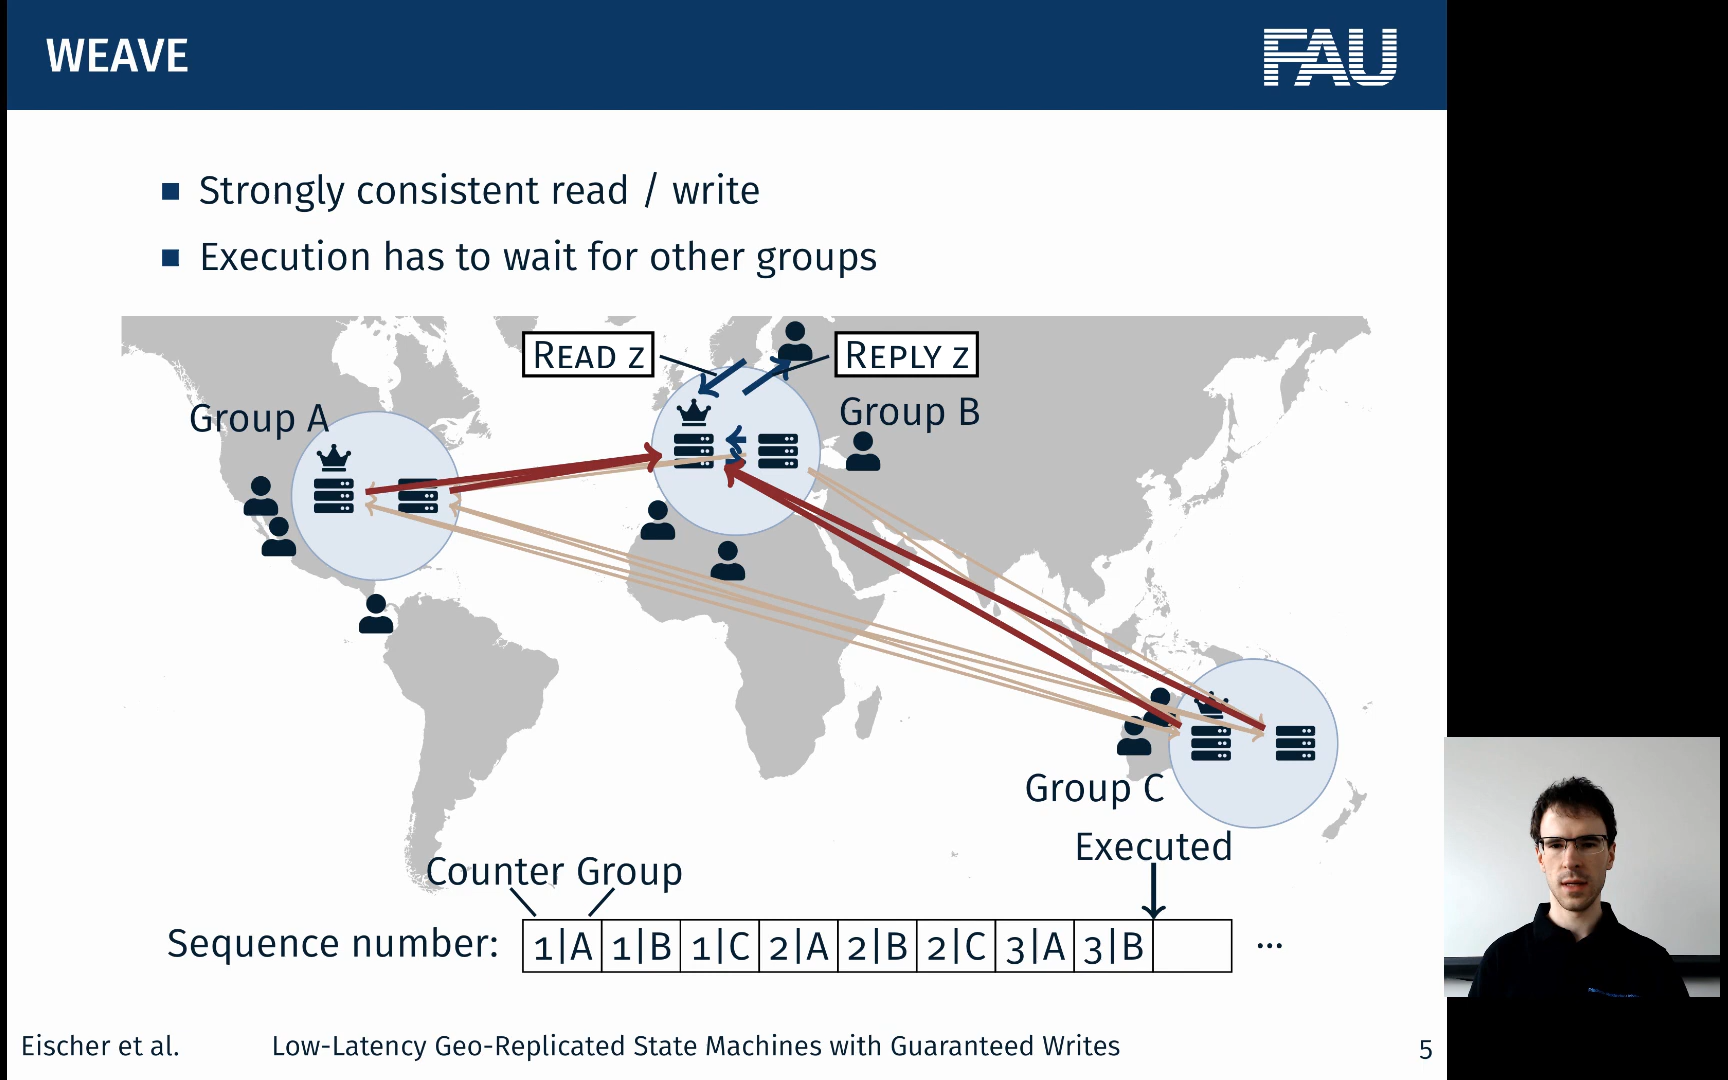 WEAVE
FAU
Strongly consistent read / write
Execution has to wait for other groups
READ Z
REPLY Z
Group A
Group B
Group C
Executed
Counter Group
Sequence number: 1|A 1|B 1|C 2|A 2|B 2|C 3|A 3|B ...
Eischer et al. Low-Latency Geo-Replicated State Machines with Guaranteed Writes 5